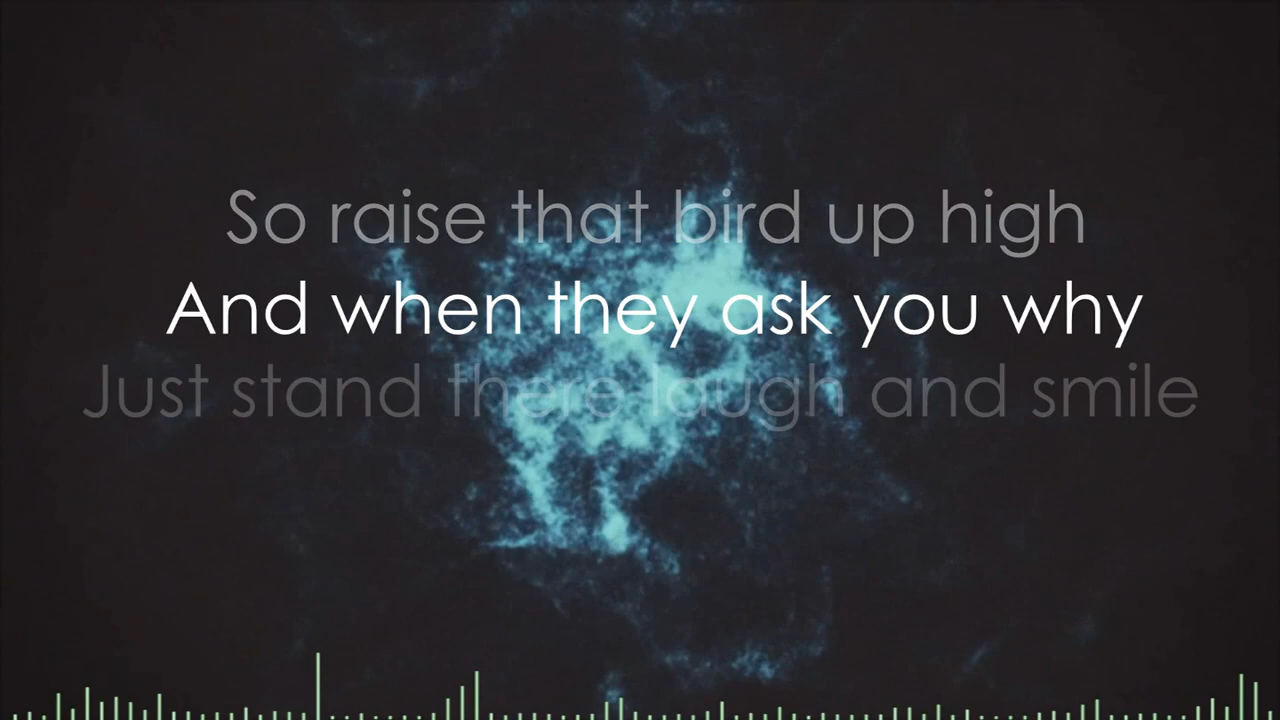 So raise that bird up high
And when they ask you why
Just stand there laugh and smile